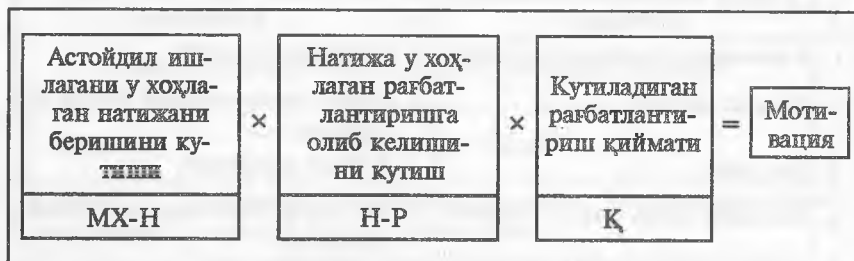 Астойдил иш-
лагани у хоҳла-
ган натижани
беришини ку-
тиши
МХ-Н
×
Натижа у хоҳ-
лаган рағбат-
лантиришга
олиб келиши-
ни кутиш
Н-Р
×
Кутиладиган
рағбатланти-
риш қиймати
Қ
=
Моти-
вация